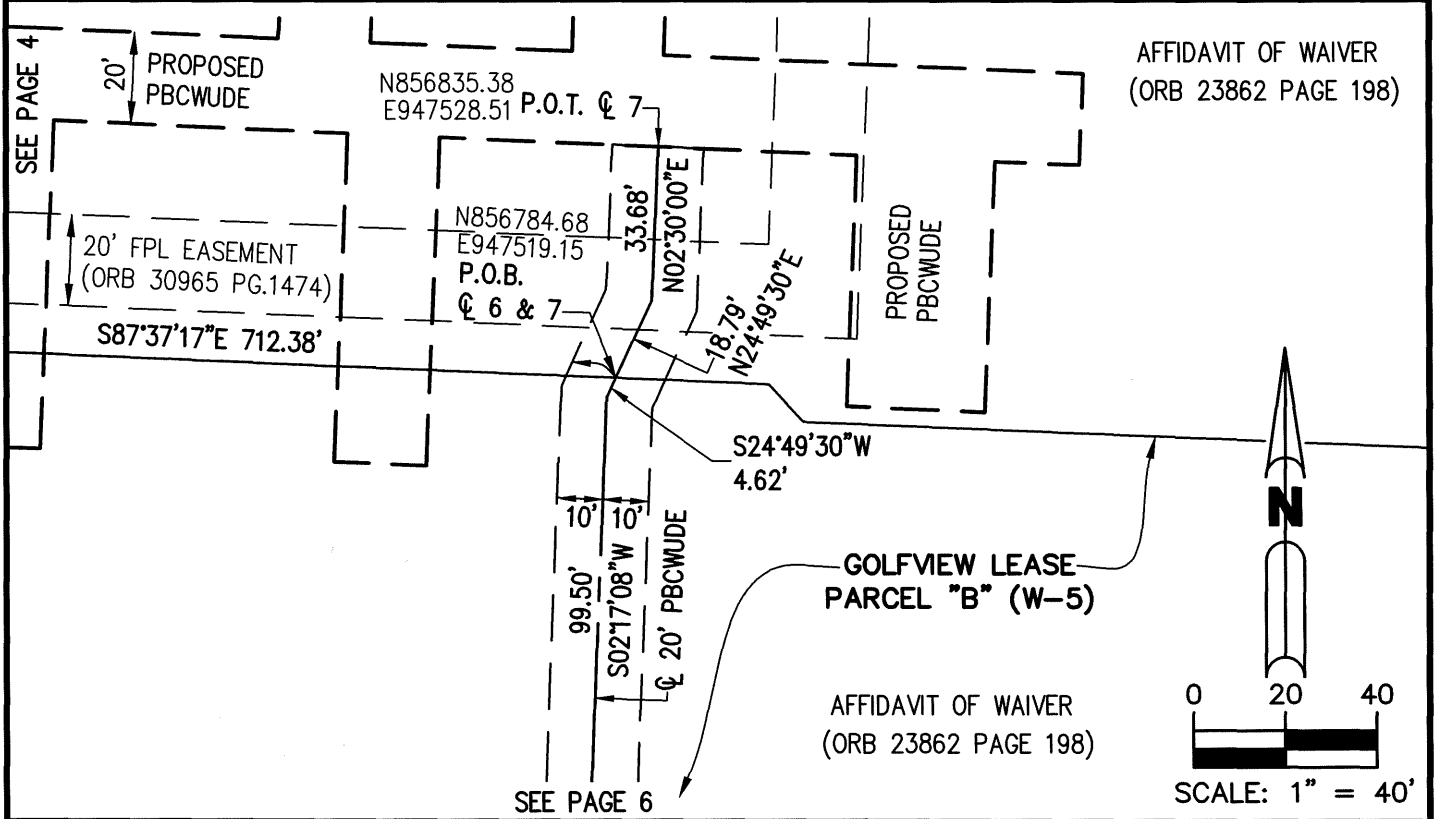 SEE PAGE 4
20'
PROPOSED
PBCWUDE
N856835.38
E947528.51
P.O.T. ℄ 7
AFFIDAVIT OF WAIVER
(ORB 23862 PAGE 198)
33.68'
N02°30'00"E
N856784.68
E947519.15
P.O.B.
℄ 6 & 7
20' FPL EASEMENT
(ORB 30965 PG.1474)
PROPOSED
PBCWUDE
18.79'
N24°49'30"E
S87°37'17"E 712.38'
S24°49'30"W
4.62'
10'
10'
99.50'
S02°17'08"W
℄ 20' PBCWUDE
GOLFVIEW LEASE
PARCEL "B" (W-5)
N
AFFIDAVIT OF WAIVER
(ORB 23862 PAGE 198)
0 20 40
SCALE: 1" = 40'
SEE PAGE 6